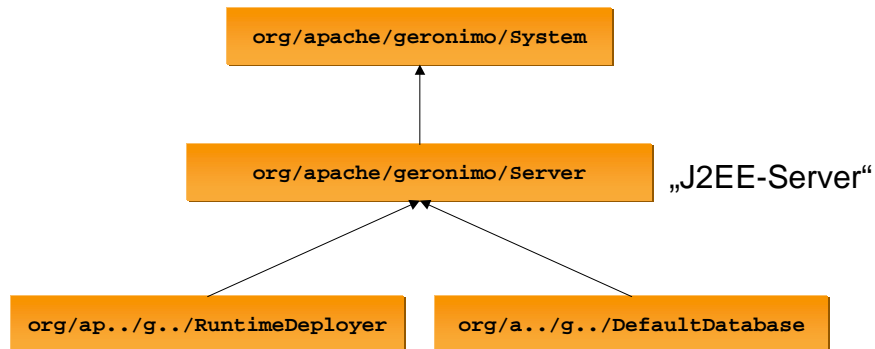 org/apache/geronimo/System
org/apache/geronimo/Server
„J2EE-Server“
org/ap../g../RuntimeDeployer
org/a../g../DefaultDatabase